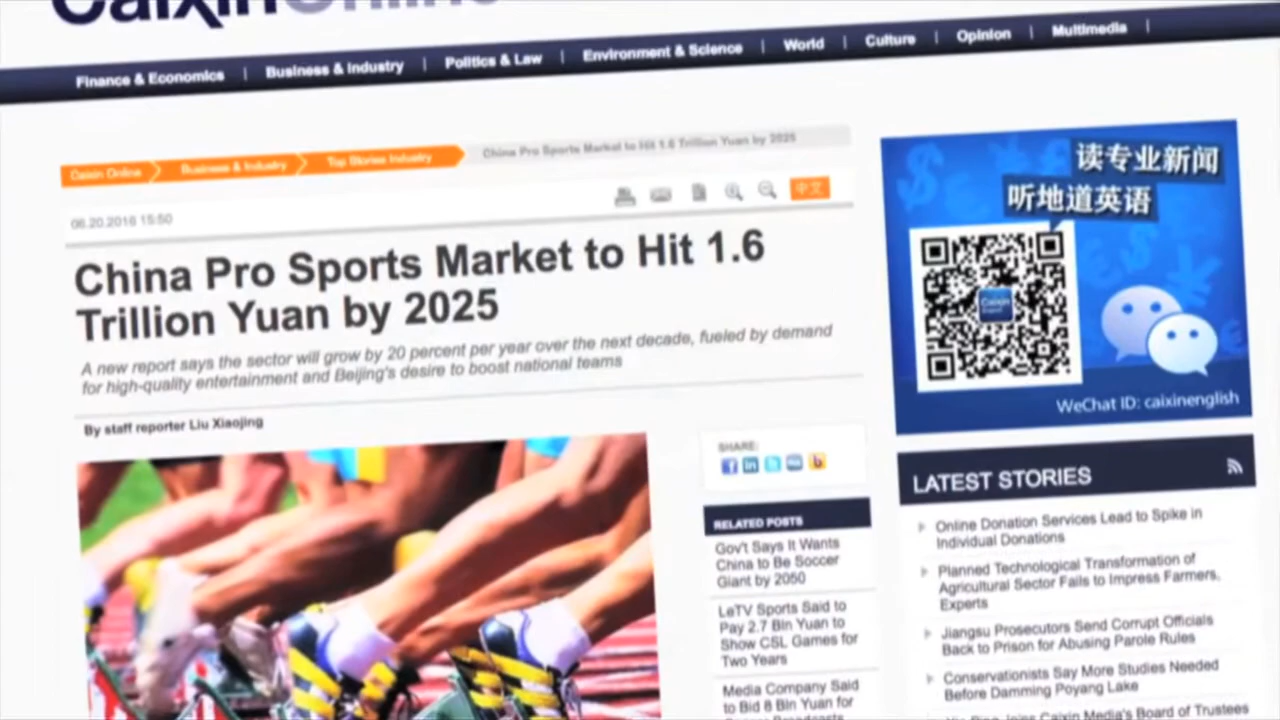 CaixinOnline
Finance & Economics | Business & Industry | Politics & Law | Environment & Science | World | Culture | Opinion | Multimedia |
Caixin Online
Business & Industry
Top Stories Industry
China Pro Sports Market to Hit 1.6 Trillion Yuan by 2025
06.20.2016 15:50
中文
China Pro Sports Market to Hit 1.6
Trillion Yuan by 2025
A new report says the sector will grow by 20 percent per year over the next decade, fueled by demand
for high-quality entertainment and Beijing's desire to boost national teams
By staff reporter Liu Xiaojing
SHARE:
RELATED POSTS
Gov't Says It Wants
China to Be Soccer
Giant by 2050
LeTV Sports Said to
Pay 2.7 Bln Yuan to
Show CSL Games for
Two Years
Media Company Said
to Bid 8 Bln Yuan for
读专业新闻
听地道英语
Caixin
WeChat ID: caixinenglish
LATEST STORIES
Online Donation Services Lead to Spike in
Individual Donations
Planned Technological Transformation of
Agricultural Sector Fails to Impress Farmers,
Experts
Jiangsu Prosecutors Send Corrupt Officials
Back to Prison for Abusing Parole Rules
Conservationists Say More Studies Needed
Before Damming Poyang Lake
Joins Caixin Media's Board of Trustees